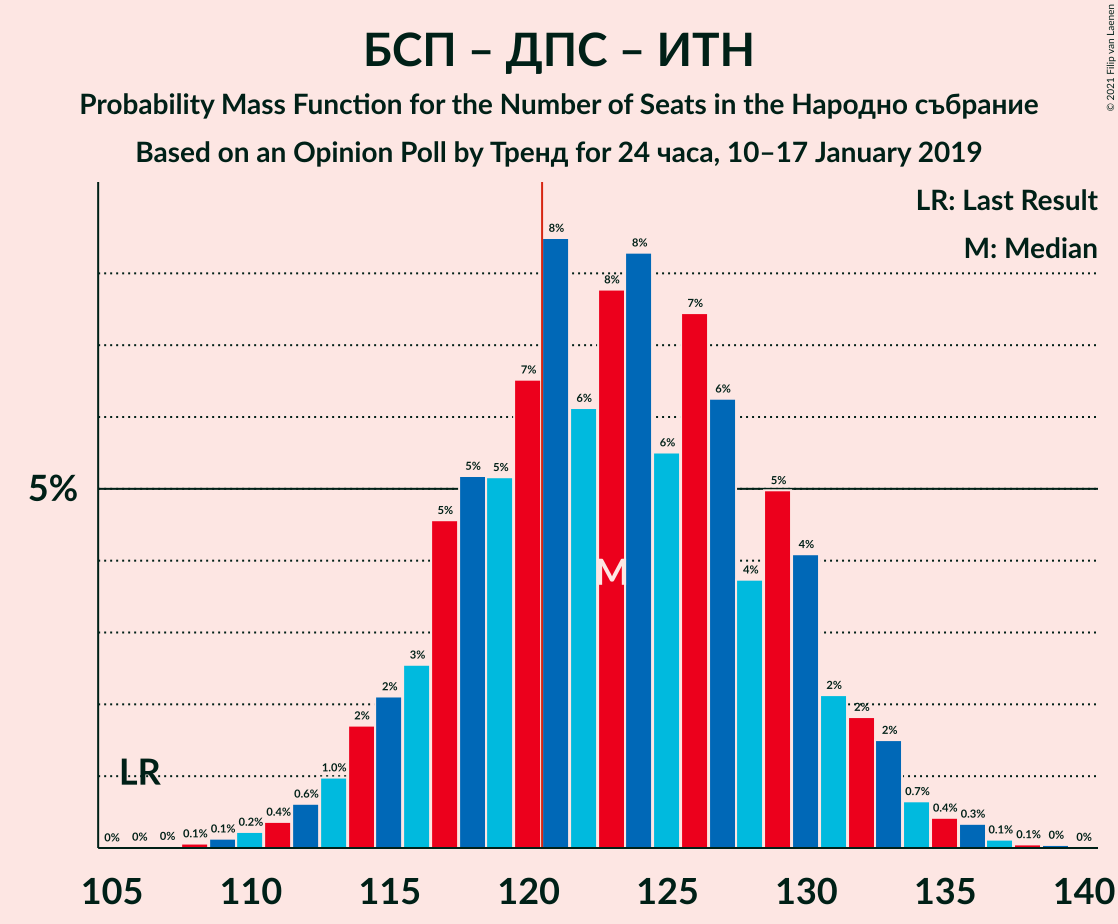 БСП – ДПС – ИТН
Probability Mass Function for the Number of Seats in the Народно събрание
Based on an Opinion Poll by Тренд for 24 часа, 10–17 January 2019
© 2021 Filip van Laenen
LR: Last Result
M: Median
5%
LR
M
0% 0% 0% 0.1% 0.1% 0.2% 0.4% 0.6% 1.0% 2% 2% 3% 5% 5% 5% 7% 8% 6% 8% 8% 6% 7% 6% 4% 5% 4% 2% 2% 2% 0.7% 0.4% 0.3% 0.1% 0.1% 0% 0%
105 110 115 120 125 130 135 140